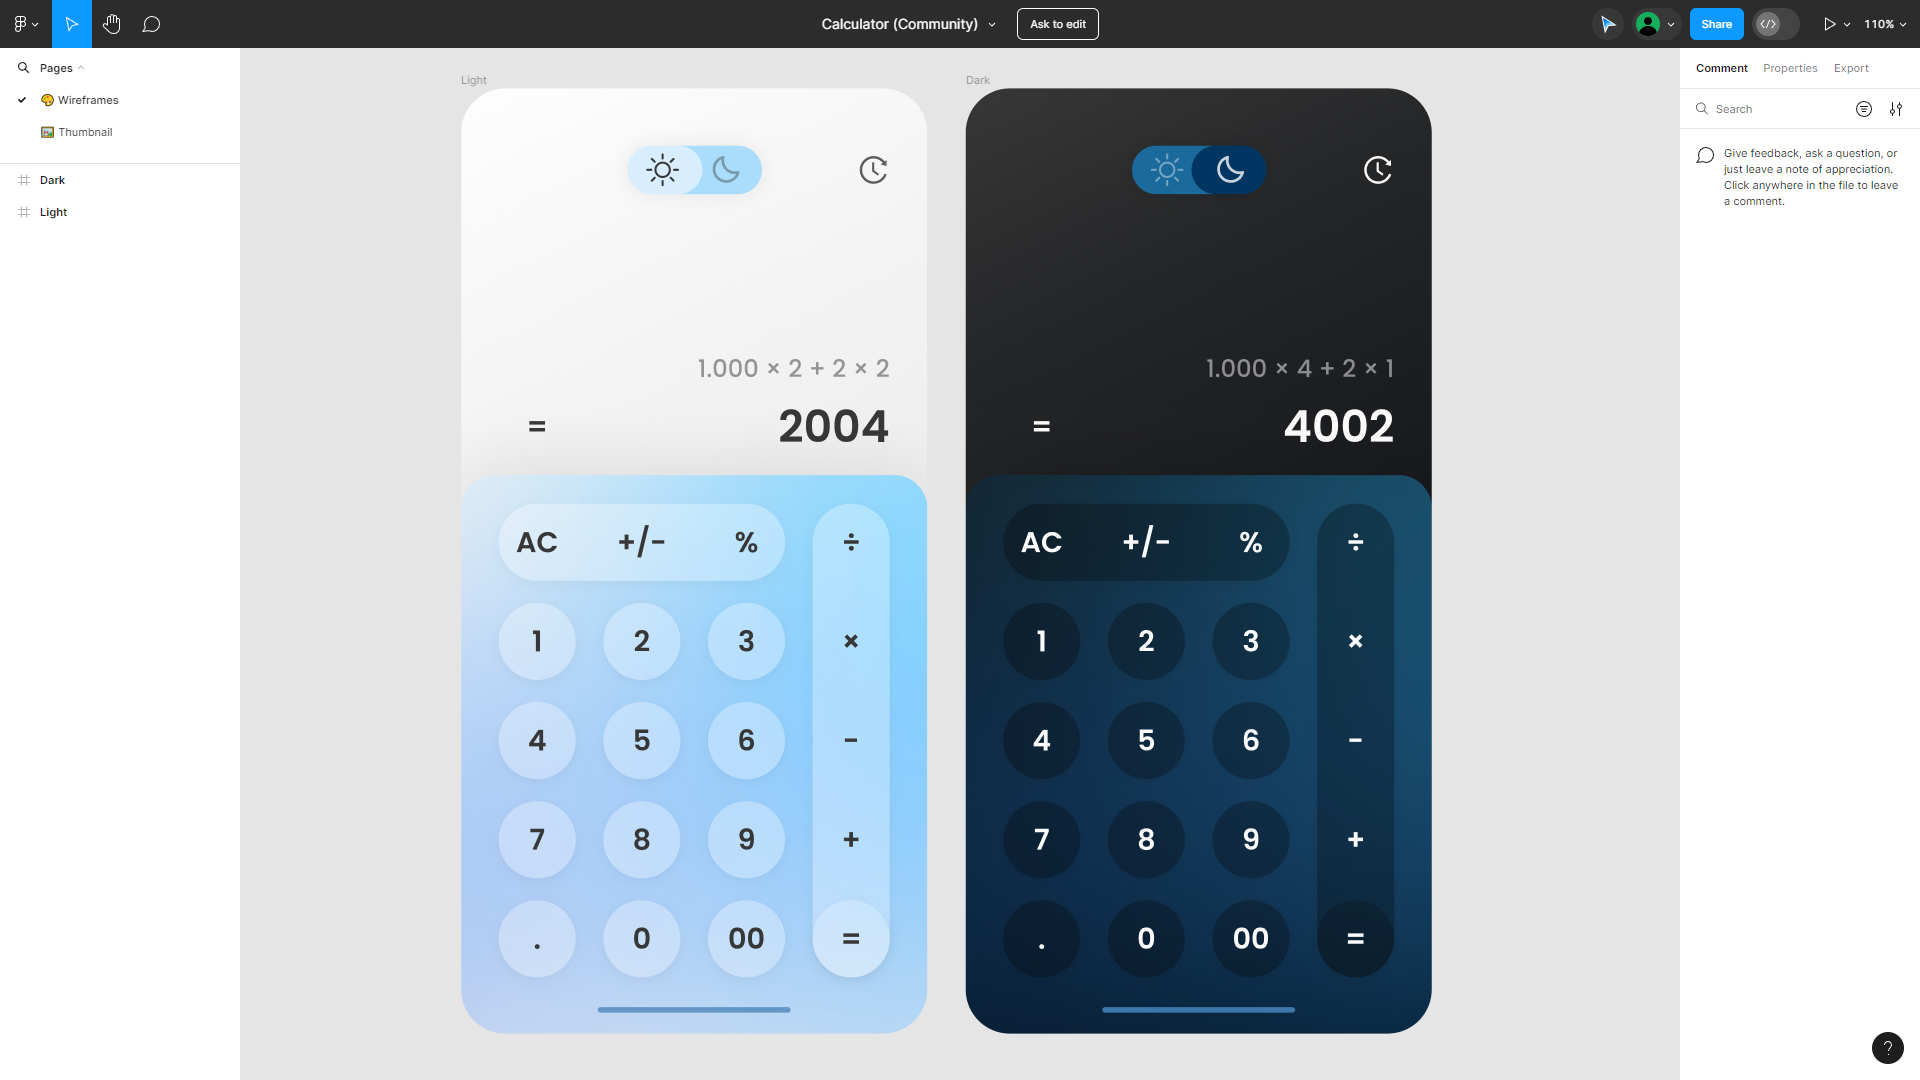 Calculator (Community)
Ask to edit
Share
110%
Pages
Wireframes
Thumbnail
Dark
Light
Light
1.000 × 2 + 2 × 2
= 2004
AC +/- % ÷
1 2 3 ×
4 5 6 -
7 8 9 +
. 0 00 =
Dark
1.000 × 4 + 2 × 1
= 4002
AC +/- % ÷
1 2 3 ×
4 5 6 -
7 8 9 +
. 0 00 =
Comment Properties Export
Search
Give feedback, ask a question, or
just leave a note of appreciation.
Click anywhere in the file to leave
a comment.
?